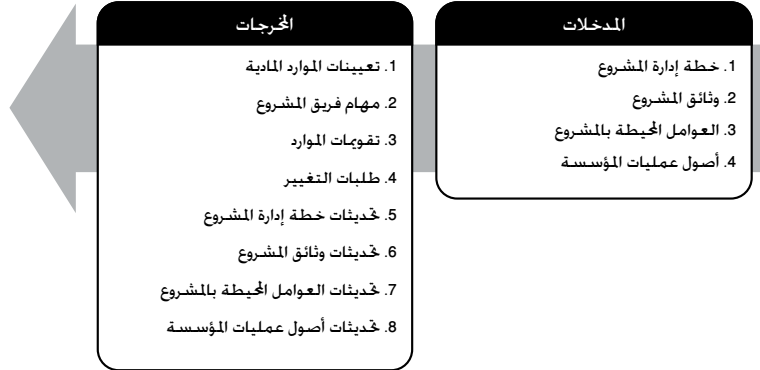 المدخلات
1. خطة إدارة المشروع
2. وثائق المشروع
3. العوامل المحيطة بالمشروع
4. أصول عمليات المؤسسة
المخرجات
1. تعيينات الموارد المادية
2. مهام فريق المشروع
3. تقويمات الموارد
4. طلبات التغيير
5. تحديثات خطة إدارة المشروع
6. تحديثات وثائق المشروع
7. تحديثات العوامل المحيطة بالمشروع
8. تحديثات أصول عمليات المؤسسة